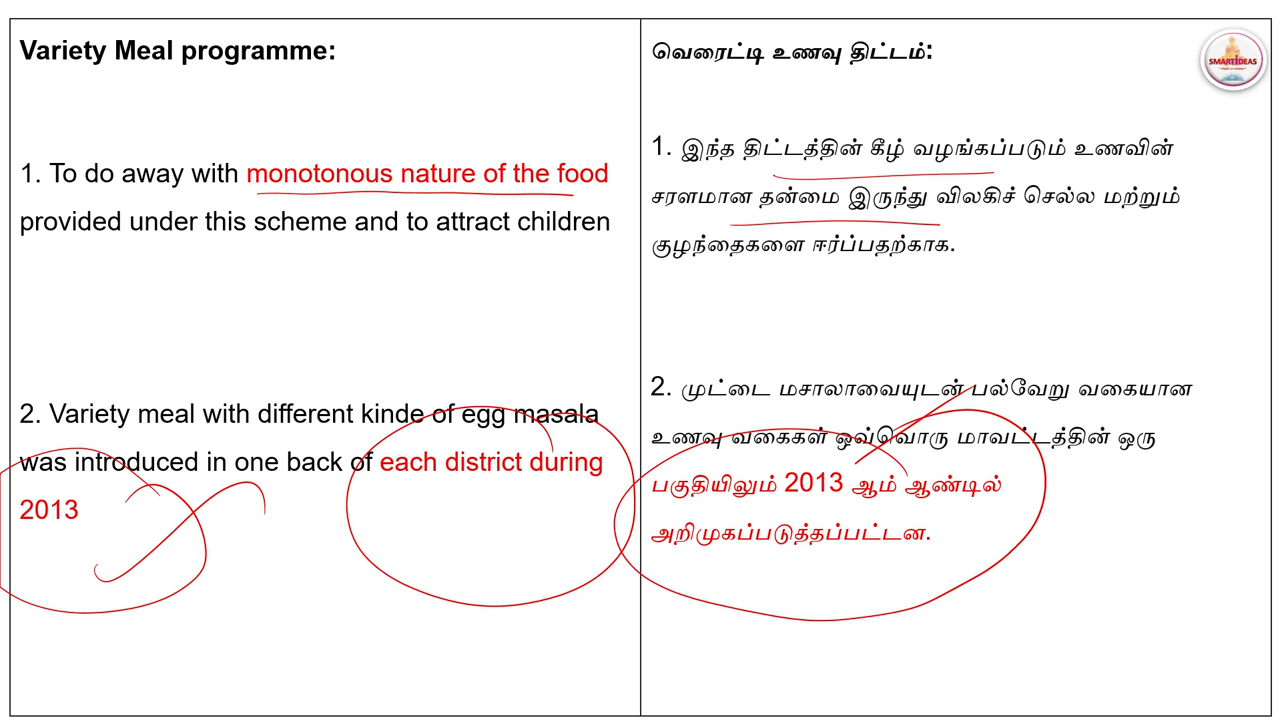 Variety Meal programme:
1. To do away with monotonous nature of the food
provided under this scheme and to attract children
2. Variety meal with different kinde of egg masala
was introduced in one back of each district during
2013
வெரைட்டி உணவு திட்டம்:
1. இந்த திட்டத்தின் கீழ் வழங்கப்படும் உணவின்
சரளமான தன்மை இருந்து விலகிச் செல்ல மற்றும்
குழந்தைகளை ஈர்ப்பதற்காக.
2. முட்டை மசாலாவையுடன் பல்வேறு வகையான
உணவு வகைகள் ஒவ்வொரு மாவட்டத்தின் ஒரு
பகுதியிலும் 2013 ஆம் ஆண்டில்
அறிமுகப்படுத்தப்பட்டன.
SMARTIDEAS